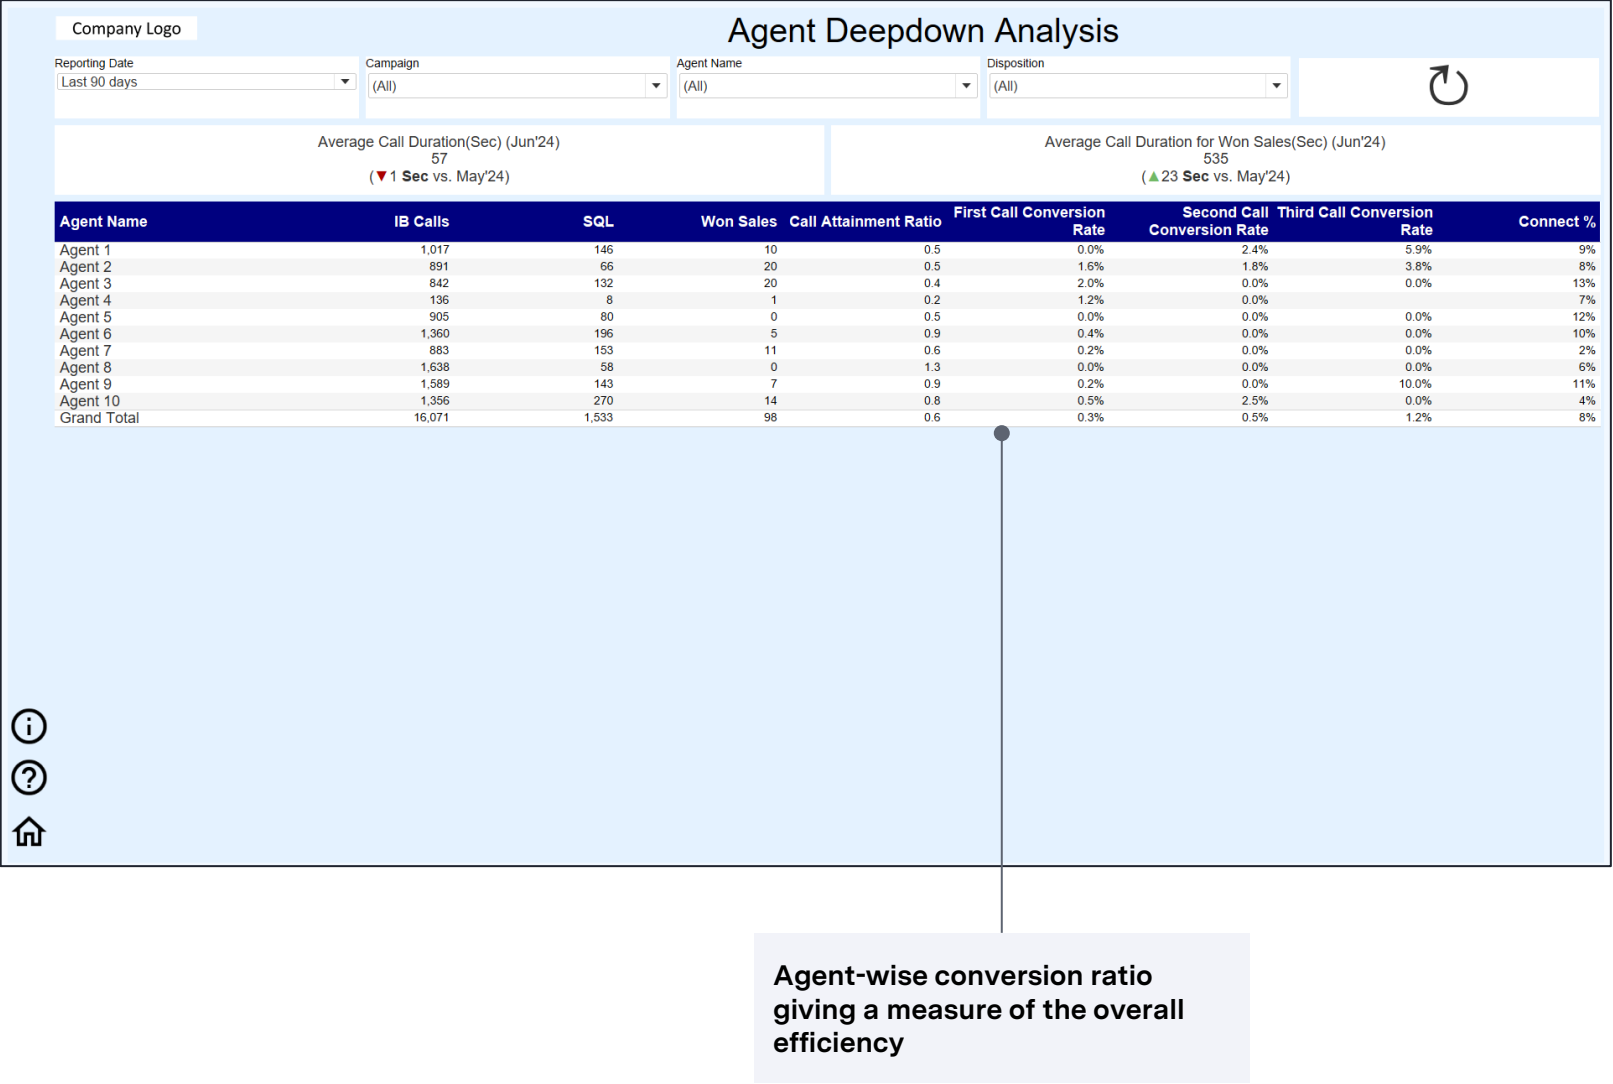 Company Logo
Agent Deepdown Analysis
Reporting Date
Last 90 days
Campaign
(All)
Agent Name
(All)
Disposition
(All)
Average Call Duration(Sec) (Jun'24)
57
(▼1 Sec vs. May'24)
Average Call Duration for Won Sales(Sec) (Jun'24)
535
(▲23 Sec vs. May'24)
Agent Name IB Calls SQL Won Sales Call Attainment Ratio First Call Conversion Rate Second Call Conversion Rate Third Call Conversion Rate Connect %
Agent 1 1,017 146 10 0.5 0.0% 2.4% 5.9% 9%
Agent 2 891 66 20 0.5 1.6% 1.8% 3.8% 8%
Agent 3 842 132 20 0.4 2.0% 0.0% 0.0% 13%
Agent 4 136 8 1 0.2 1.2% 0.0% 7%
Agent 5 905 80 0 0.5 0.0% 0.0% 0.0% 12%
Agent 6 1,360 196 5 0.9 0.4% 0.0% 0.0% 10%
Agent 7 883 153 11 0.6 0.2% 0.0% 0.0% 2%
Agent 8 1,638 58 0 1.3 0.0% 0.0% 0.0% 6%
Agent 9 1,589 143 7 0.9 0.2% 0.0% 10.0% 11%
Agent 10 1,356 270 14 0.8 0.5% 2.5% 0.0% 4%
Grand Total 16,071 1,533 98 0.6 0.3% 0.5% 1.2% 8%
Agent-wise conversion ratio
giving a measure of the overall
efficiency